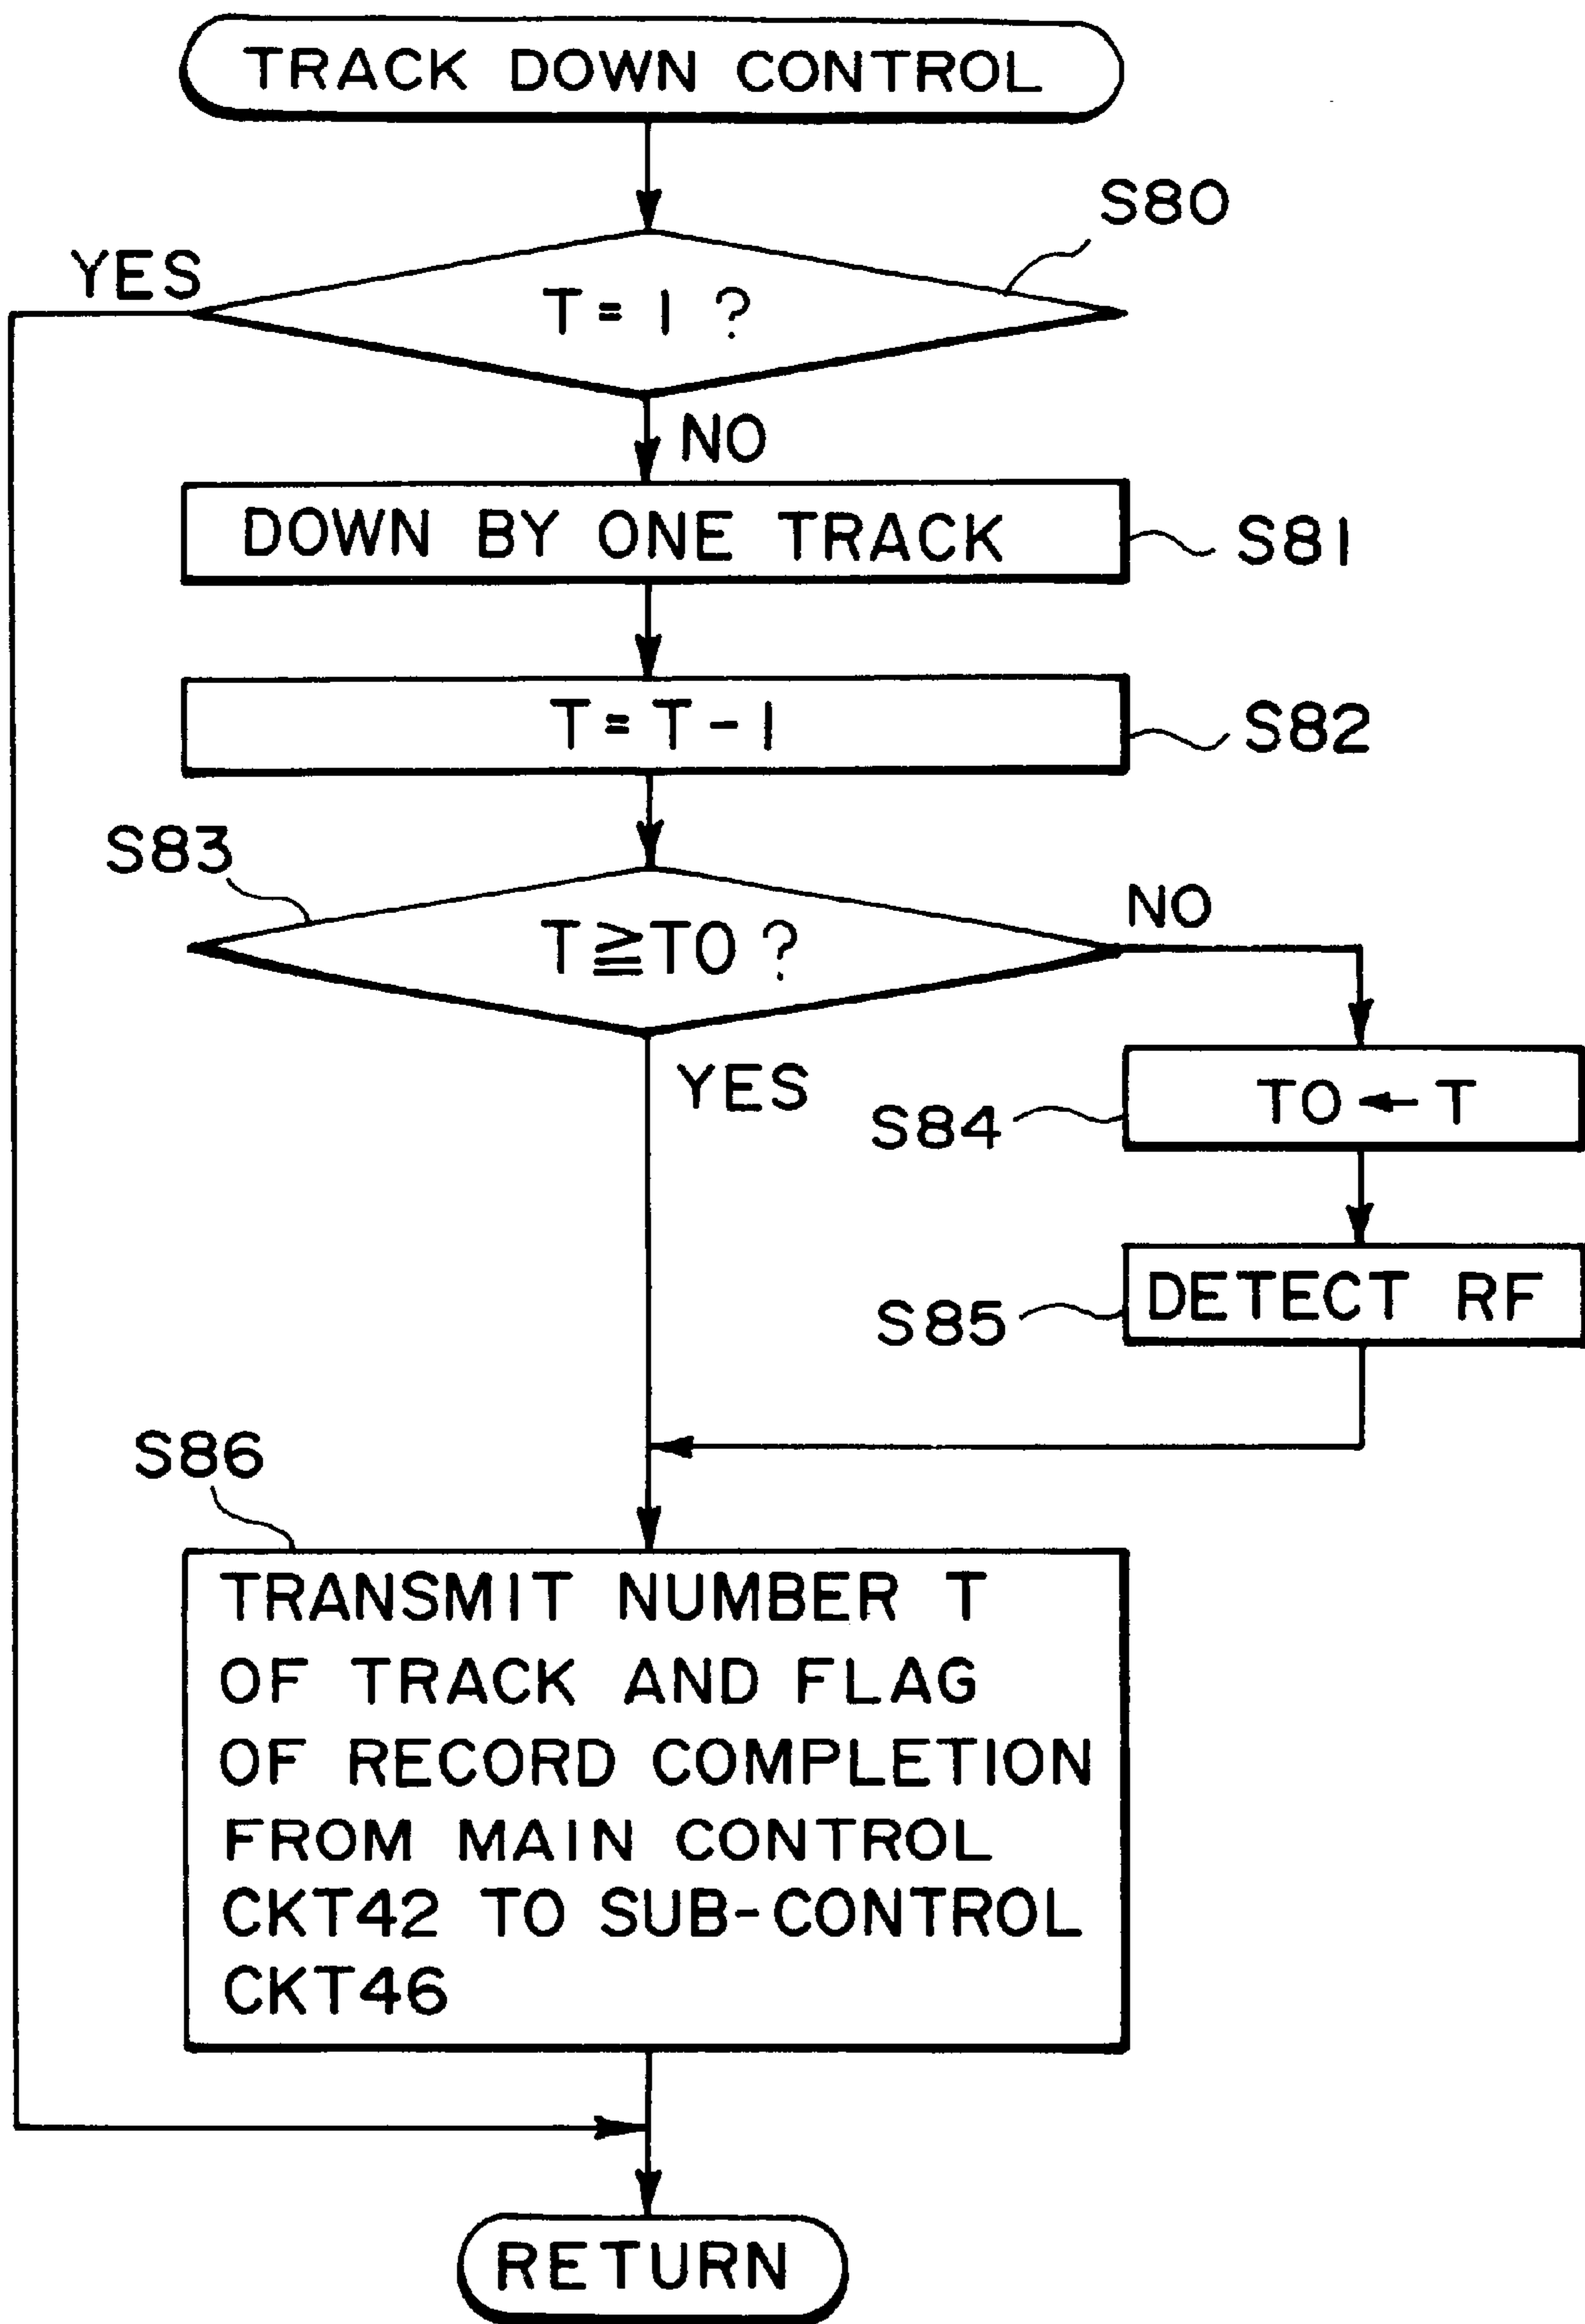 TRACK DOWN CONTROL
S80
YES
T = 1 ?
NO
DOWN BY ONE TRACK
S81
T = T - 1
S82
S83
NO
T ≧ TO ?
YES
TO ← T
S84
DETECT RF
S85
S86
TRANSMIT NUMBER T
OF TRACK AND FLAG
OF RECORD COMPLETION
FROM MAIN CONTROL
CKT42 TO SUB-CONTROL
CKT46
RETURN